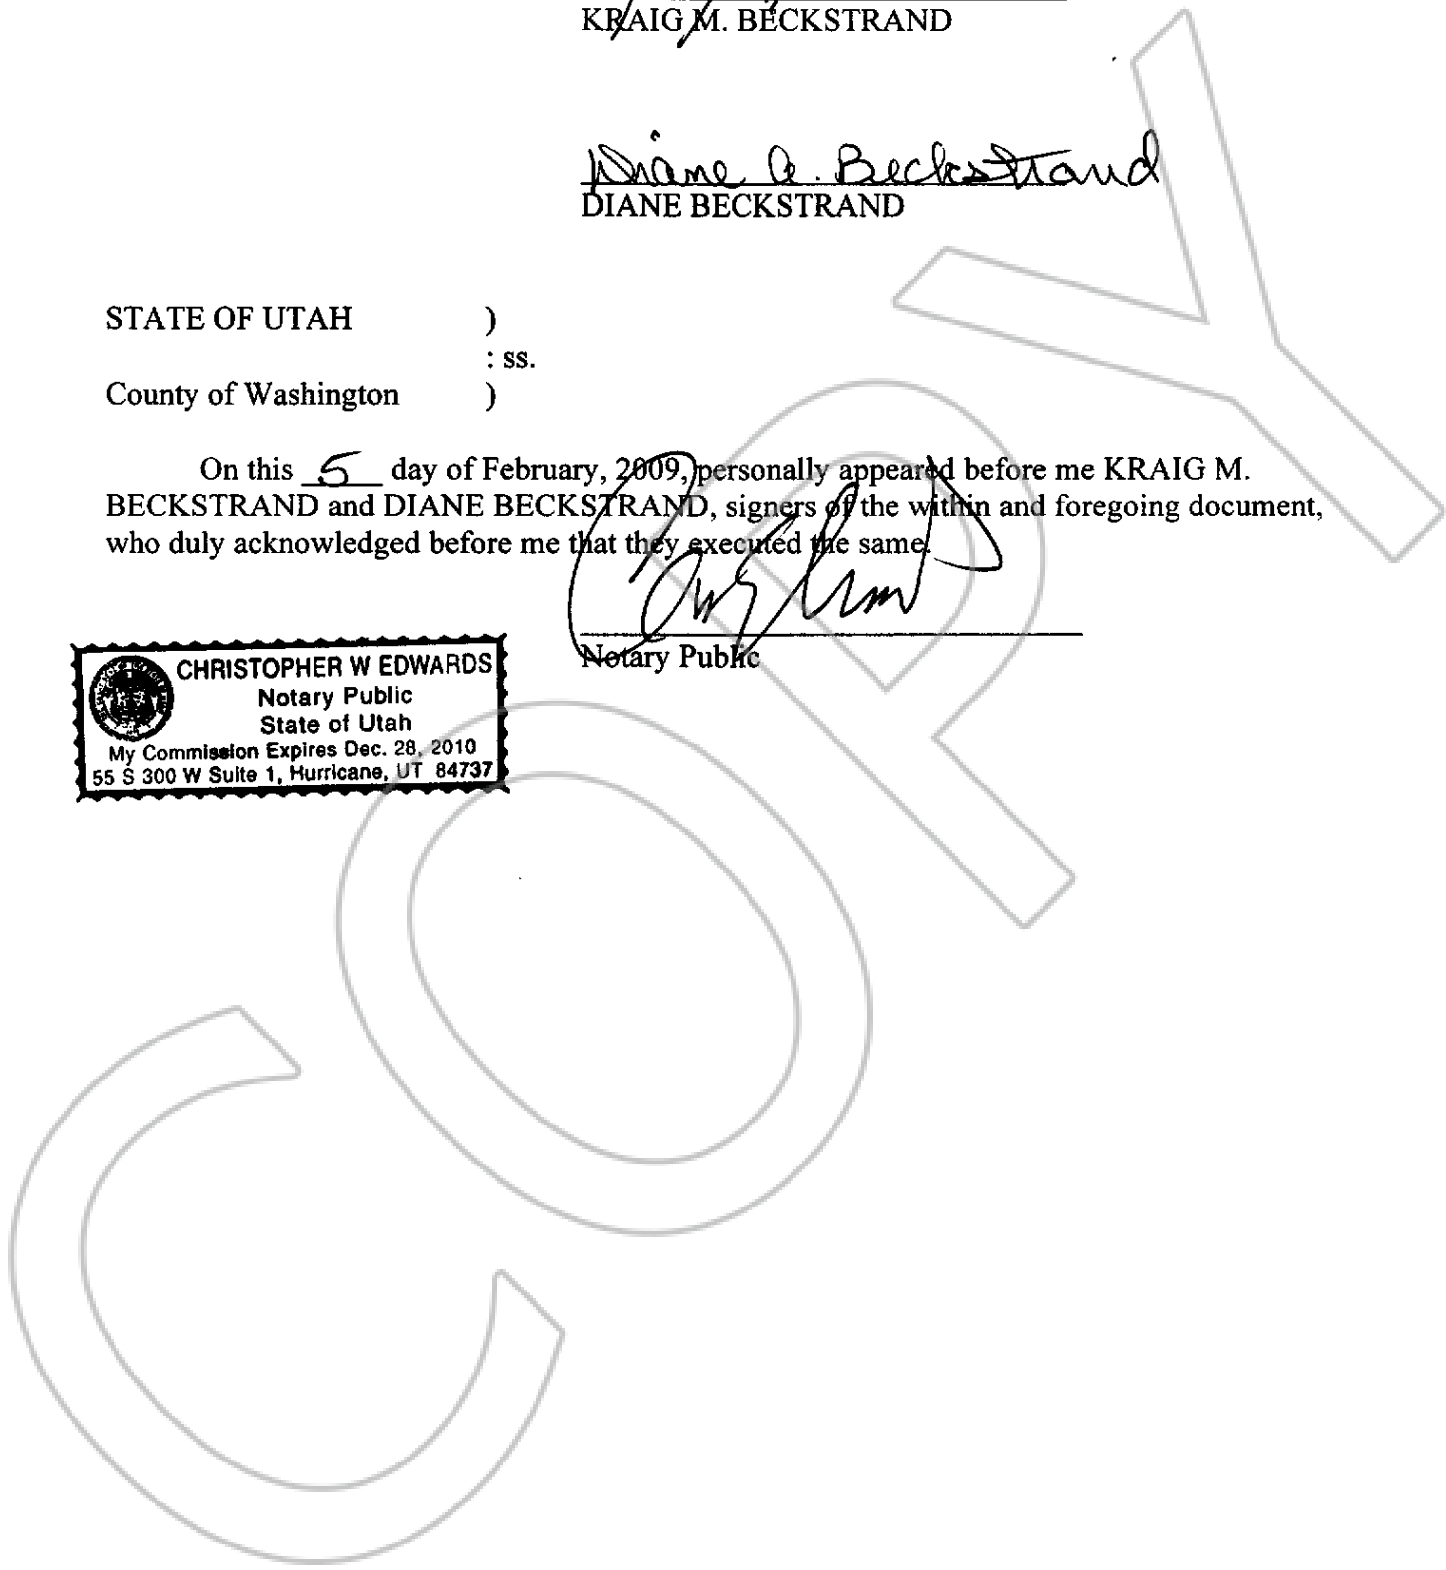 KRAIG M. BECKSTRAND
Diane A. Beckstrand
DIANE BECKSTRAND
STATE OF UTAH )
: ss.
County of Washington )
On this 5 day of February, 2009, personally appeared before me KRAIG M.
BECKSTRAND and DIANE BECKSTRAND, signers of the within and foregoing document,
who duly acknowledged before me that they executed the same.
Notary Public
CHRISTOPHER W EDWARDS
Notary Public
State of Utah
My Commission Expires Dec. 28, 2010
55 S 300 W Suite 1, Hurricane, UT 84737
COPY